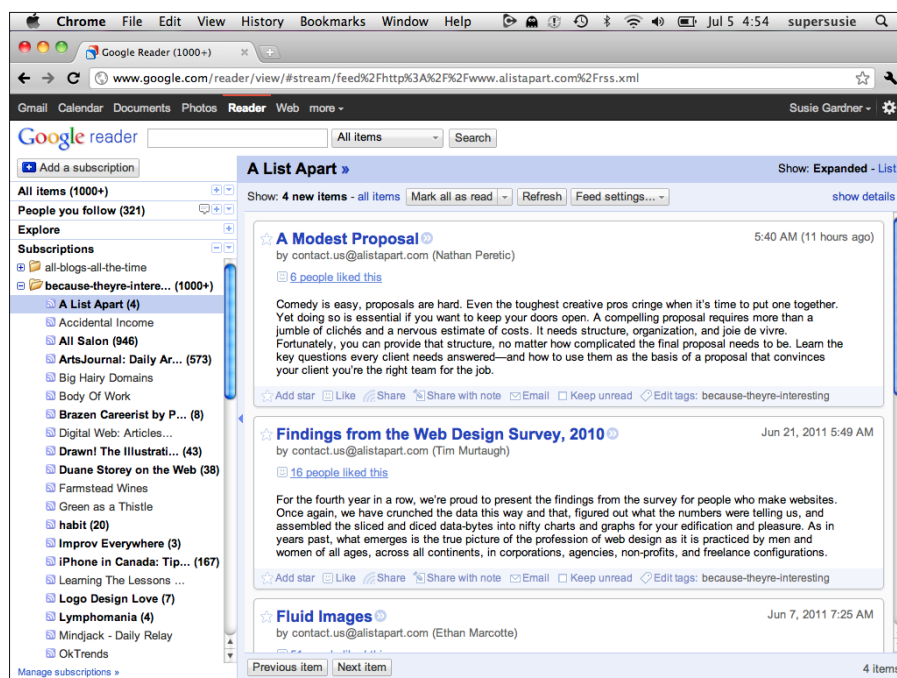 Chrome File Edit View History Bookmarks Window Help Jul 5 4:54 supersusie
Google Reader (1000+)
www.google.com/reader/view/#stream/feed%2Fhttp%3A%2F%2Fwww.alistapart.com%2Frss.xml
Gmail Calendar Documents Photos Reader Web more Susie Gardner
Google reader All items Search
Add a subscription
All items (1000+)
People you follow (321)
Explore
Subscriptions
all-blogs-all-the-time
because-theyre-intere... (1000+)
A List Apart (4)
Accidental Income
All Salon (946)
ArtsJournal: Daily Ar... (573)
Big Hairy Domains
Body Of Work
Brazen Careerist by P... (8)
Digital Web: Articles...
Drawn! The Illustrati... (43)
Duane Storey on the Web (38)
Farmstead Wines
Green as a Thistle
habit (20)
Improv Everywhere (3)
iPhone in Canada: Tip... (167)
Learning The Lessons ...
Logo Design Love (7)
Lymphomania (4)
Mindjack - Daily Relay
OkTrends
Manage subscriptions »
A List Apart » Show: Expanded - List
Show: 4 new items - all items Mark all as read Refresh Feed settings... show details
A Modest Proposal 5:40 AM (11 hours ago)
by contact.us@alistapart.com (Nathan Peretic)
6 people liked this
Comedy is easy, proposals are hard. Even the toughest creative pros cringe when it's time to put one together.
Yet doing so is essential if you want to keep your doors open. A compelling proposal requires more than a
jumble of clichés and a nervous estimate of costs. It needs structure, organization, and joie de vivre.
Fortunately, you can provide that structure, no matter how complicated the final proposal needs to be. Learn the
key questions every client needs answered—and how to use them as the basis of a proposal that convinces
your client you're the right team for the job.
Add star Like Share Share with note Email Keep unread Edit tags: because-theyre-interesting
Findings from the Web Design Survey, 2010 Jun 21, 2011 5:49 AM
by contact.us@alistapart.com (Tim Murtaugh)
16 people liked this
For the fourth year in a row, we're proud to present the findings from the survey for people who make websites.
Once again, we have crunched the data this way and that, figured out what the numbers were telling us, and
assembled the sliced and diced data-bytes into nifty charts and graphs for your edification and pleasure. As in
years past, what emerges is the true picture of the profession of web design as it is practiced by men and
women of all ages, across all continents, in corporations, agencies, non-profits, and freelance configurations.
Add star Like Share Share with note Email Keep unread Edit tags: because-theyre-interesting
Fluid Images Jun 7, 2011 7:25 AM
by contact.us@alistapart.com (Ethan Marcotte)
Previous item Next item 4 items